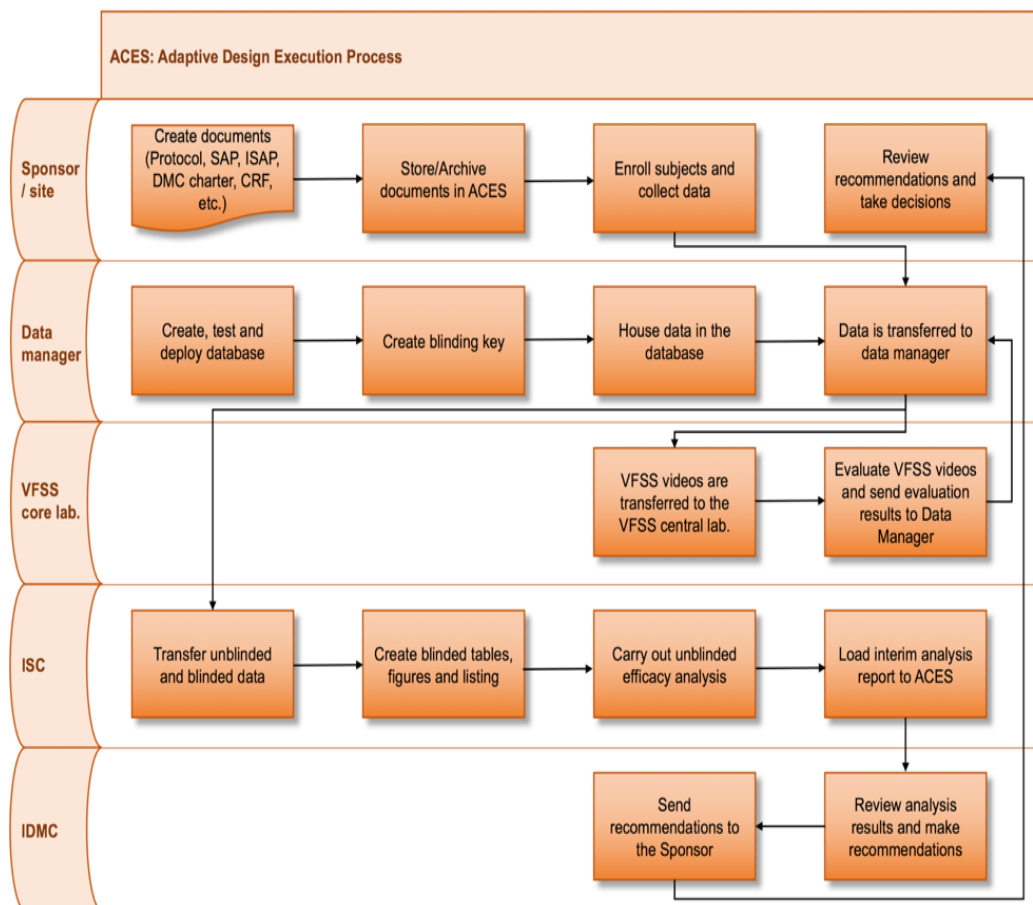 ACES: Adaptive Design Execution Process
Sponsor
/ site
Create documents
(Protocol, SAP, ISAP,
DMC charter, CRF,
etc.)
Store/Archive
documents in ACES
Enroll subjects and
collect data
Review
recommendations and
take decisions
Data
manager
Create, test and
deploy database
Create blinding key
House data in the
database
Data is transferred to
data manager
VFSS
core lab.
VFSS videos are
transferred to the
VFSS central lab.
Evaluate VFSS videos
and send evaluation
results to Data
Manager
ISC
Transfer unblinded
and blinded data
Create blinded tables,
figures and listing
Carry out unblinded
efficacy analysis
Load interim analysis
report to ACES
IDMC
Send
recommendations to
the Sponsor
Review analysis
results and make
recommendations